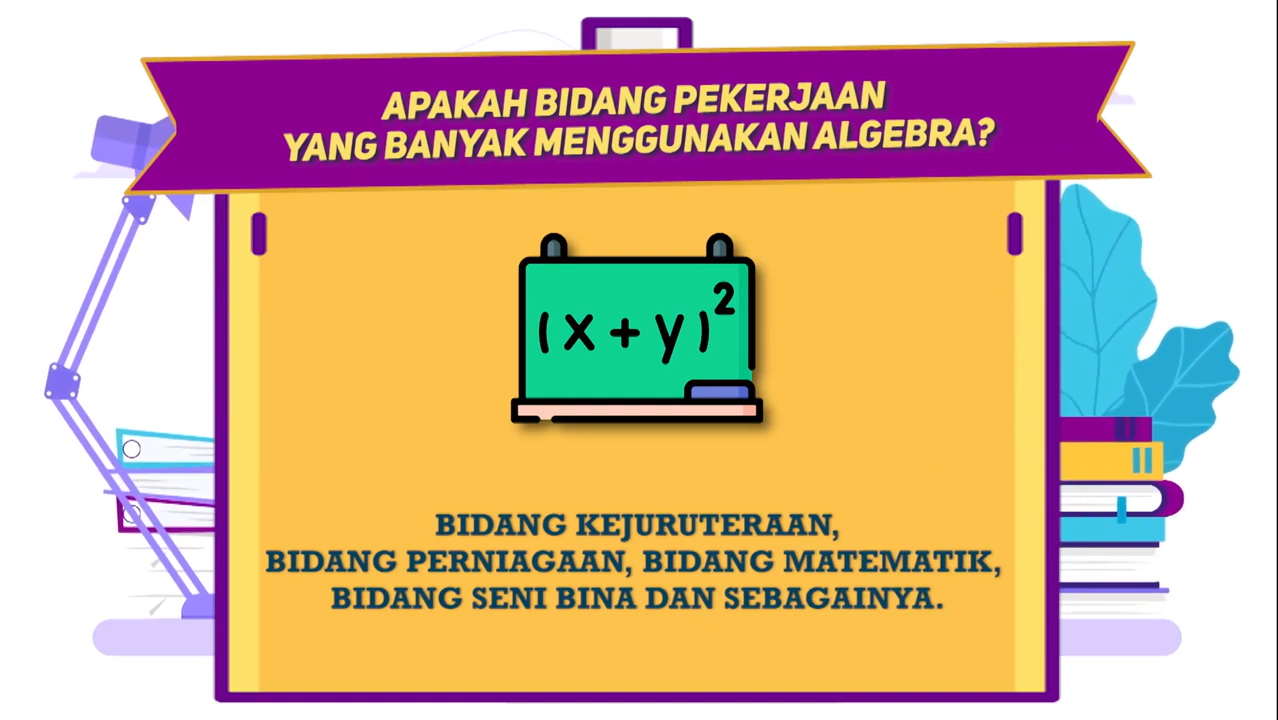 APAKAH BIDANG PEKERJAAN
YANG BANYAK MENGGUNAKAN ALGEBRA?
(x + y)²
BIDANG KEJURUTERAAN,
BIDANG PERNIAGAAN, BIDANG MATEMATIK,
BIDANG SENI BINA DAN SEBAGAINYA.